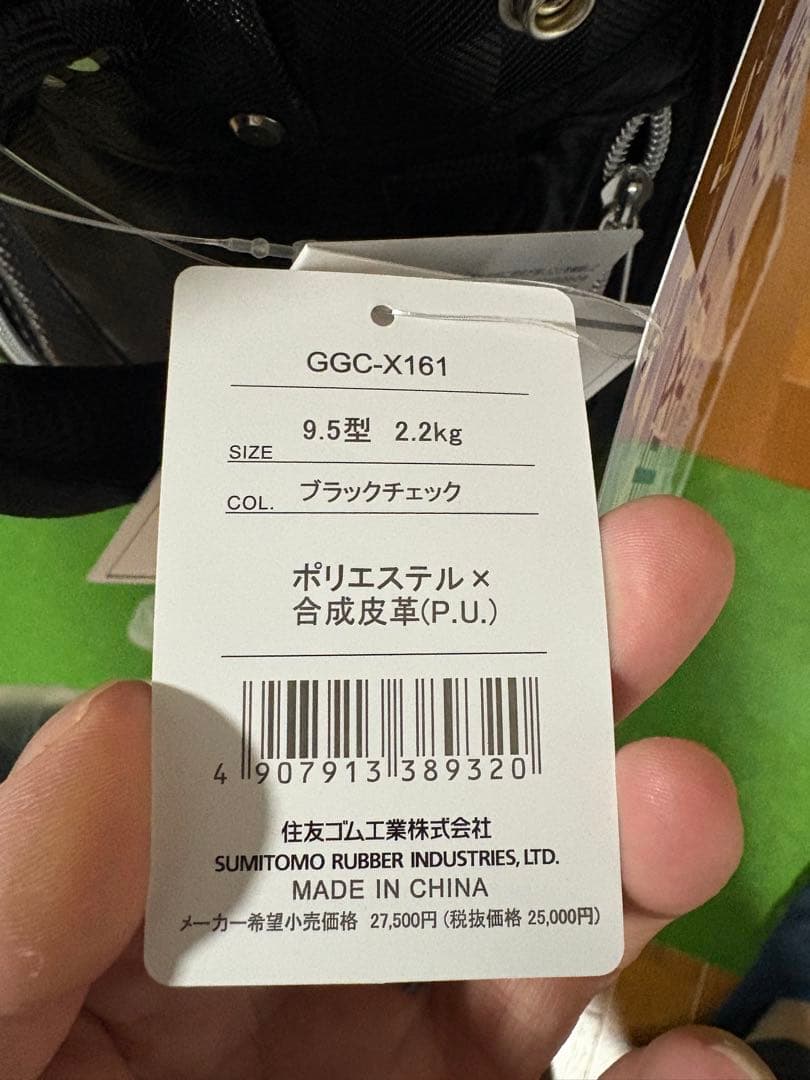 GGC-X161
SIZE 9.5型 2.2kg
COL. ブラックチェック
ポリエステル×
合成皮革(P.U.)
4 907913 389320
住友ゴム工業株式会社
SUMITOMO RUBBER INDUSTRIES, LTD.
MADE IN CHINA
メーカー希望小売価格 27,500円(税抜価格 25,000円)